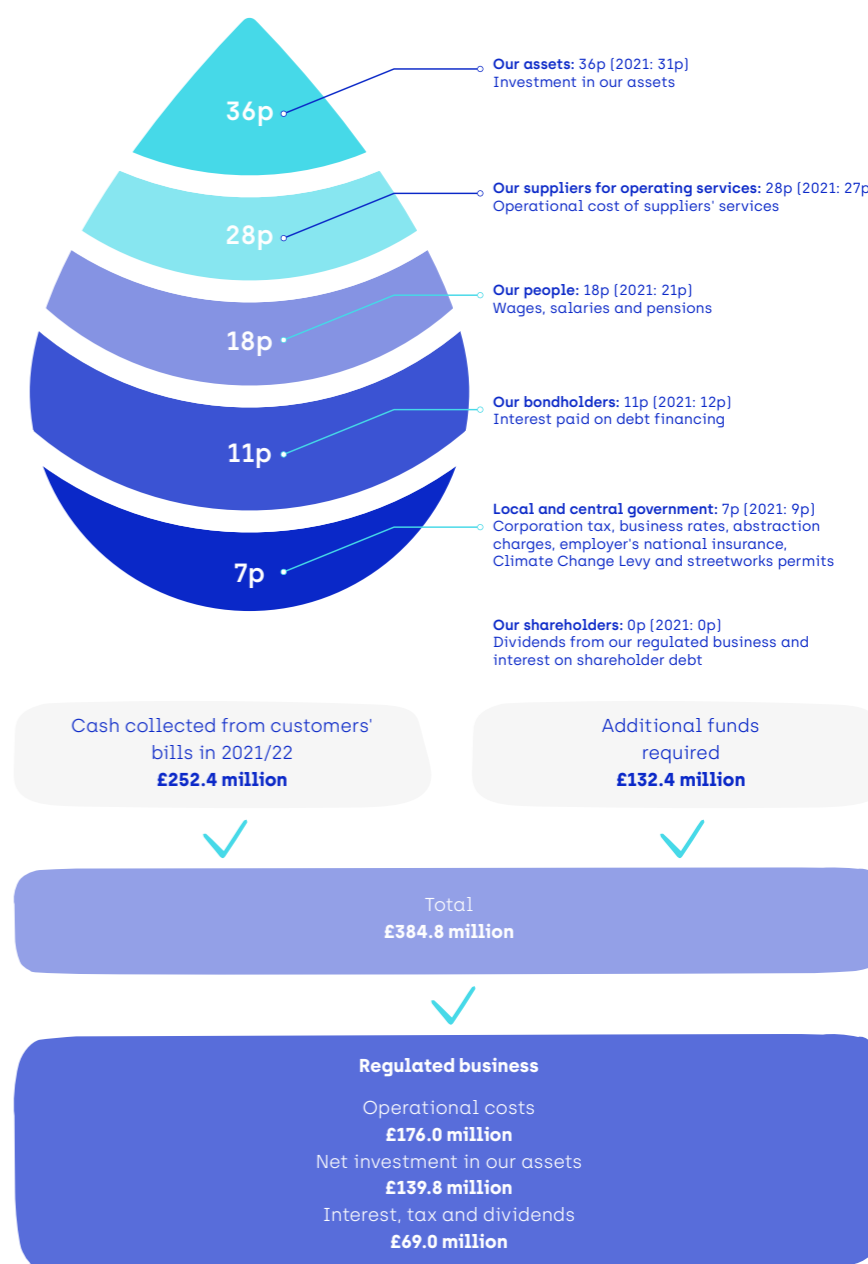 36p
Our assets: 36p (2021: 31p)
Investment in our assets
28p
Our suppliers for operating services: 28p (2021: 27p
Operational cost of suppliers' services
18p
Our people: 18p (2021: 21p)
Wages, salaries and pensions
11p
Our bondholders: 11p (2021: 12p)
Interest paid on debt financing
7p
Local and central government: 7p (2021: 9p)
Corporation tax, business rates, abstraction
charges, employer's national insurance,
Climate Change Levy and streetworks permits
Our shareholders: 0p (2021: 0p)
Dividends from our regulated business and
interest on shareholder debt
Cash collected from customers'
bills in 2021/22
£252.4 million
Additional funds
required
£132.4 million
Total
£384.8 million
Regulated business
Operational costs
£176.0 million
Net investment in our assets
£139.8 million
Interest, tax and dividends
£69.0 million